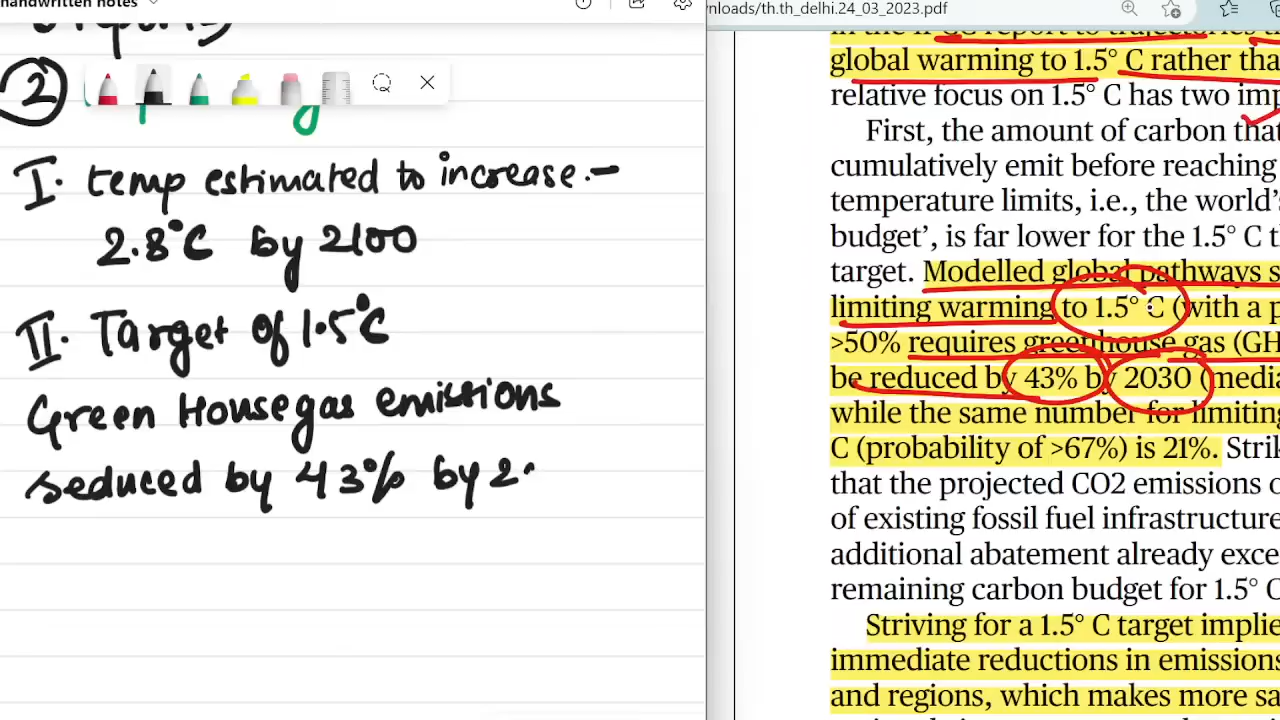 handwritten notes
nloads/th.th_delhi.24_03_2023.pdf
2
I. temp estimated to increase.-
2.8°C by 2100
II. Target of 1.5°C
Green House gas emissions
reduced by 43% by 2
global warming to 1.5° C rather tha
relative focus on 1.5° C has two imp
First, the amount of carbon tha
cumulatively emit before reaching
temperature limits, i.e., the world's
budget', is far lower for the 1.5° C t
target. Modelled global pathways s
limiting warming to 1.5° C (with a p
>50% requires greenhouse gas (GH
be reduced by 43% by 2030 (media
while the same number for limiting
C (probability of >67%) is 21%. Strik
that the projected CO2 emissions o
of existing fossil fuel infrastructure
additional abatement already exce
remaining carbon budget for 1.5° C
Striving for a 1.5° C target implie
immediate reductions in emissions
and regions, which makes more sa